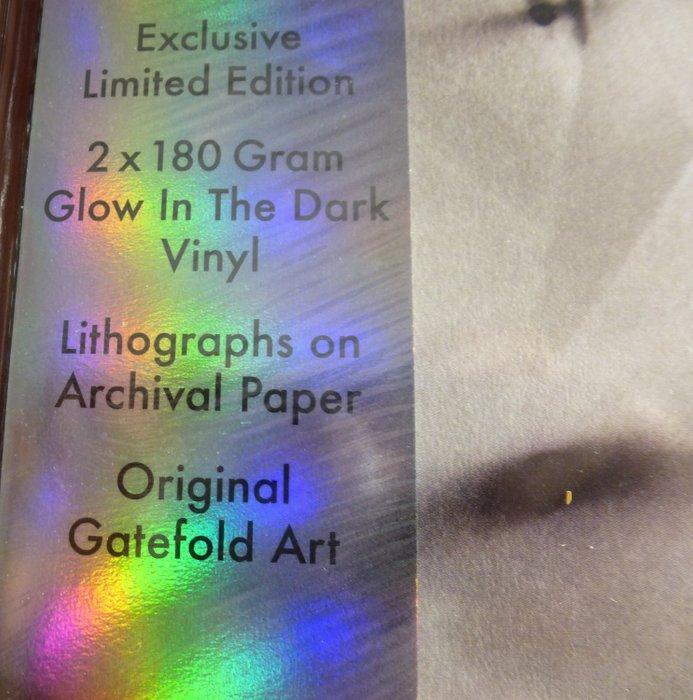 Exclusive
Limited Edition
2 x 180 Gram
Glow In The Dark
Vinyl
Lithographs on
Archival Paper
Original
Gatefold Art